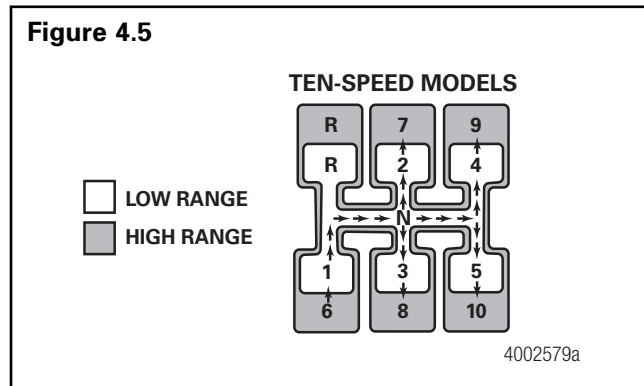 Figure 4.5
TEN-SPEED MODELS
R 7 9
R 2 4
LOW RANGE
HIGH RANGE
N
1 3 5
6 8 10
4002579a